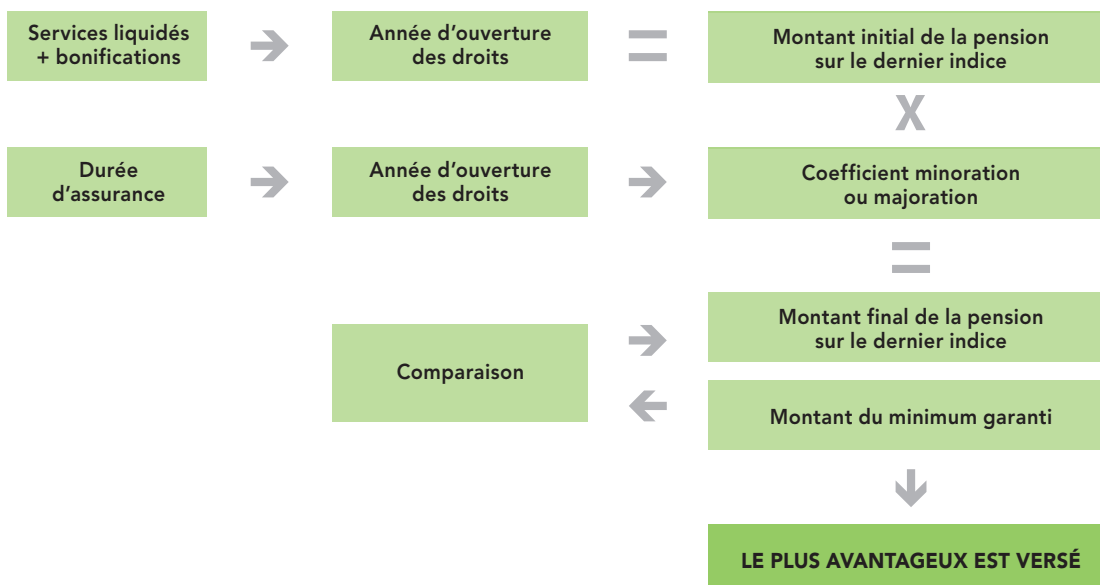 Services liquidés
+ bonifications
Année d'ouverture
des droits
=
Montant initial de la pension
sur le dernier indice
X
Durée
d'assurance
Année d'ouverture
des droits
Coefficient minoration
ou majoration
=
Montant final de la pension
sur le dernier indice
Comparaison
Montant du minimum garanti
LE PLUS AVANTAGEUX EST VERSÉ